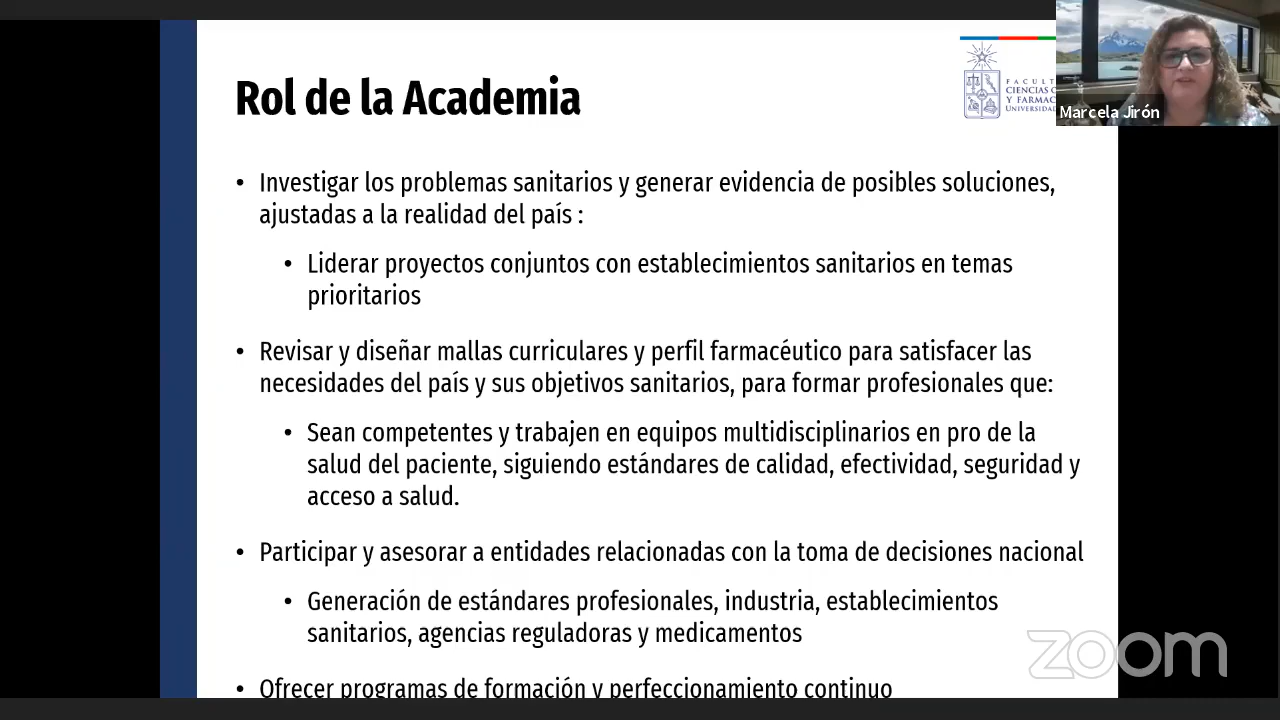 Rol de la Academia
FACULT
CIENCIAS
Y FARMAC
UNIVERSIDAD
Marcela Jirón
• Investigar los problemas sanitarios y generar evidencia de posibles soluciones,
ajustadas a la realidad del país :
• Liderar proyectos conjuntos con establecimientos sanitarios en temas
prioritarios
• Revisar y diseñar mallas curriculares y perfil farmacéutico para satisfacer las
necesidades del país y sus objetivos sanitarios, para formar profesionales que:
• Sean competentes y trabajen en equipos multidisciplinarios en pro de la
salud del paciente, siguiendo estándares de calidad, efectividad, seguridad y
acceso a salud.
• Participar y asesorar a entidades relacionadas con la toma de decisiones nacional
• Generación de estándares profesionales, industria, establecimientos
sanitarios, agencias reguladoras y medicamentos
• Ofrecer programas de formación y perfeccionamiento continuo
zoom